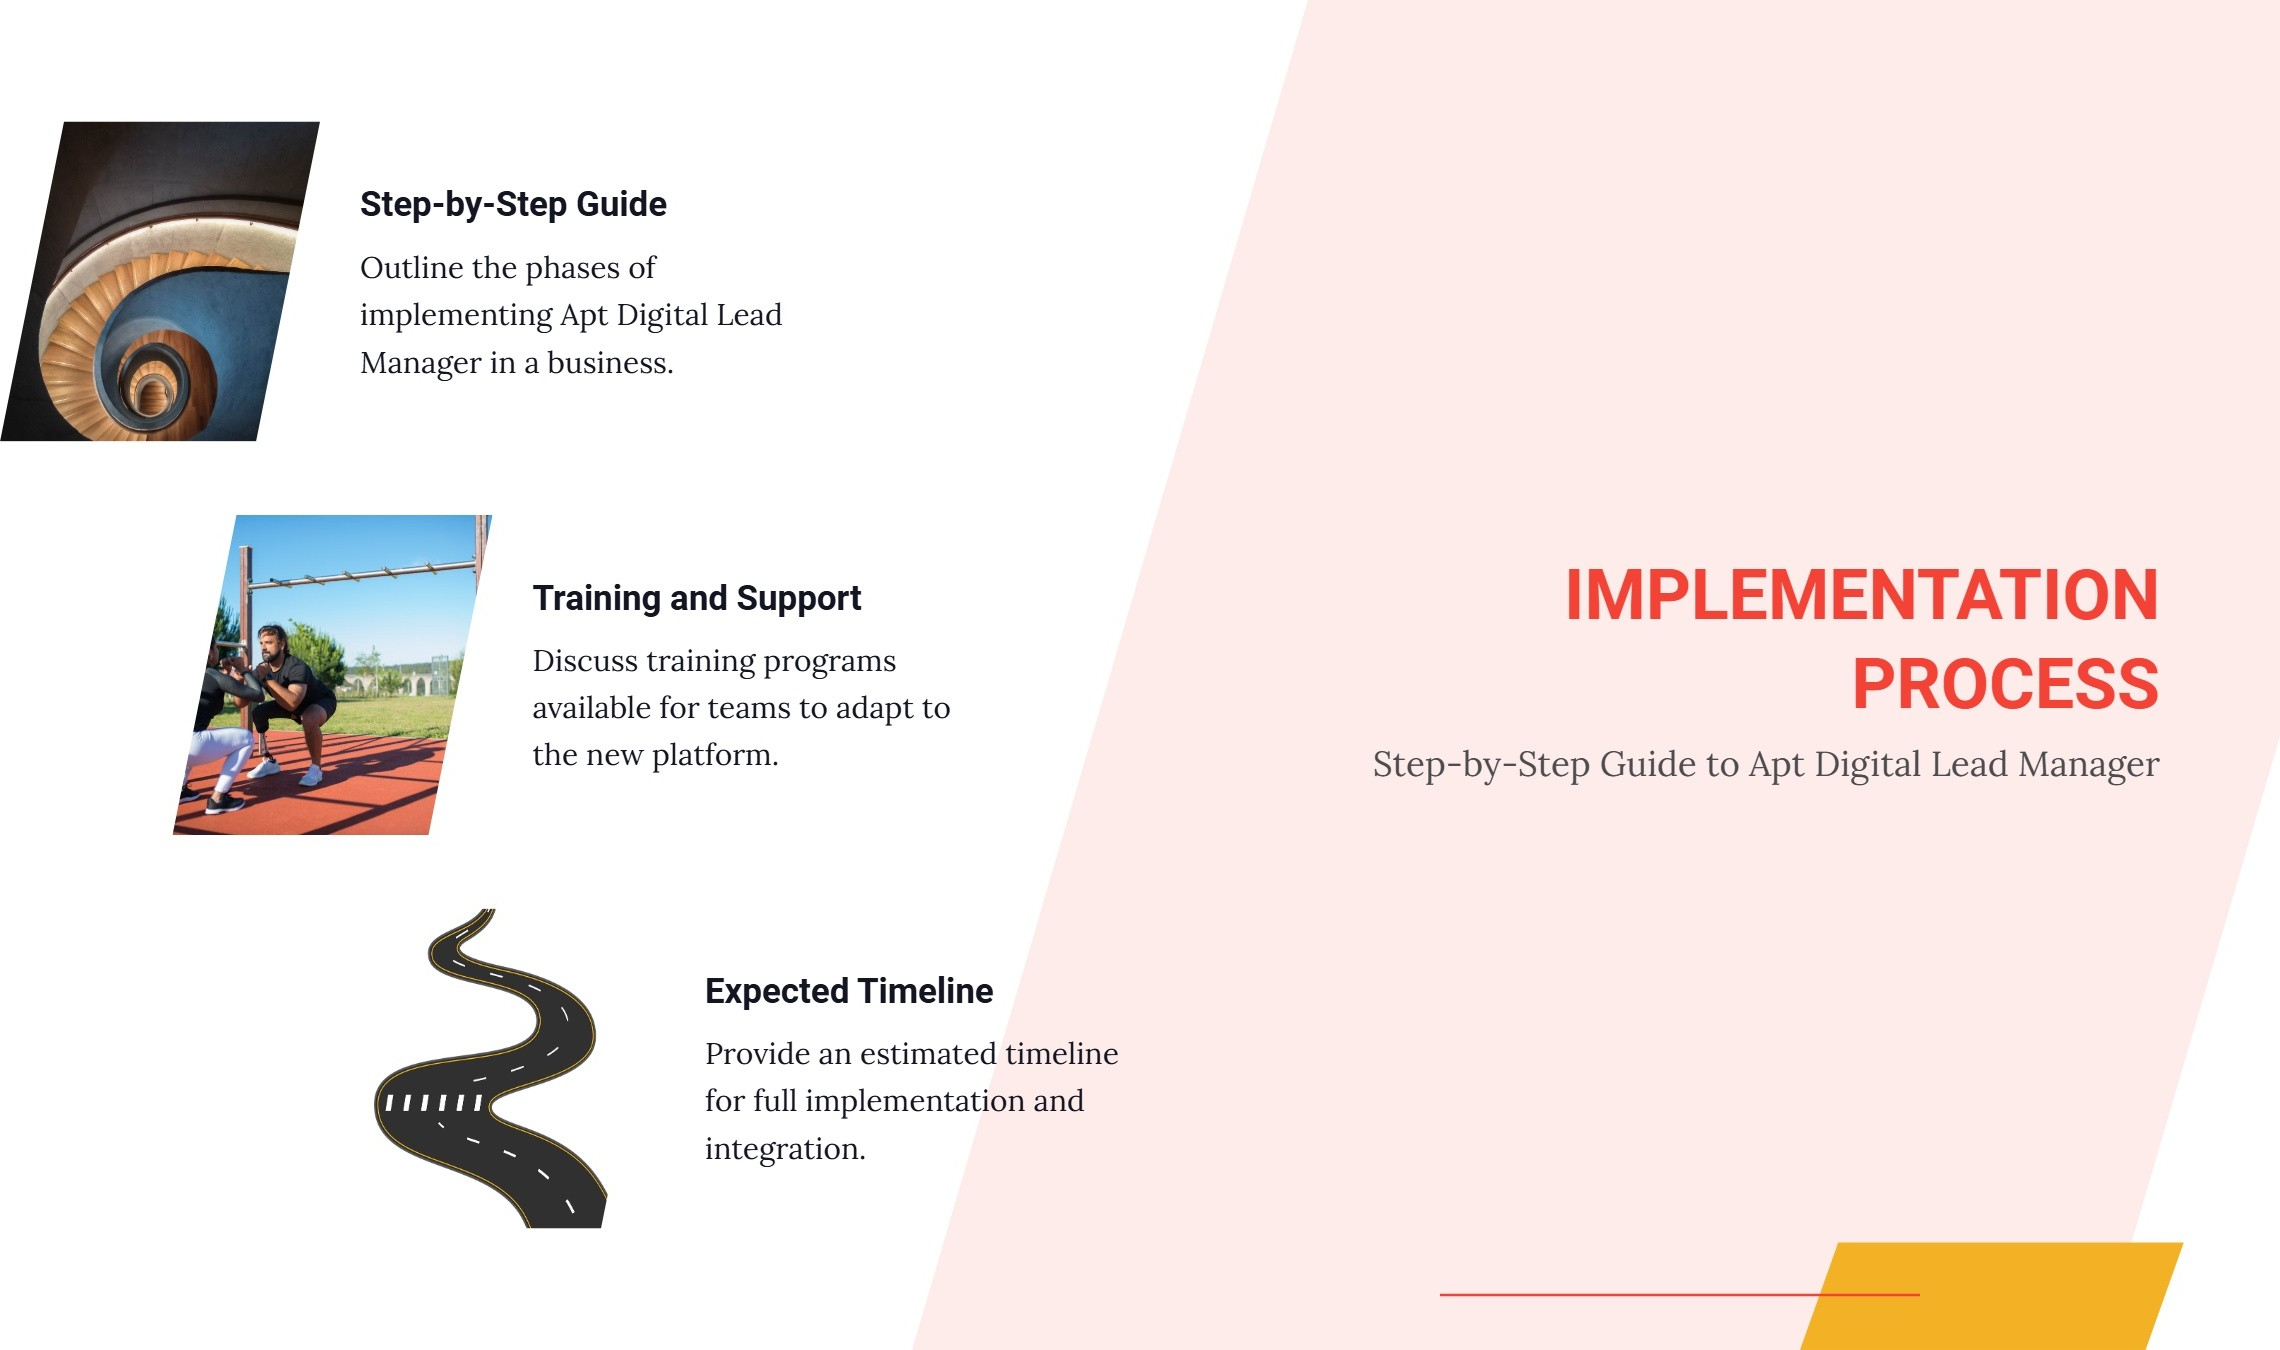 Step-by-Step Guide
Outline the phases of
implementing Apt Digital Lead
Manager in a business.
Training and Support
Discuss training programs
available for teams to adapt to
the new platform.
Expected Timeline
Provide an estimated timeline
for full implementation and
integration.
IMPLEMENTATION
PROCESS
Step-by-Step Guide to Apt Digital Lead Manager